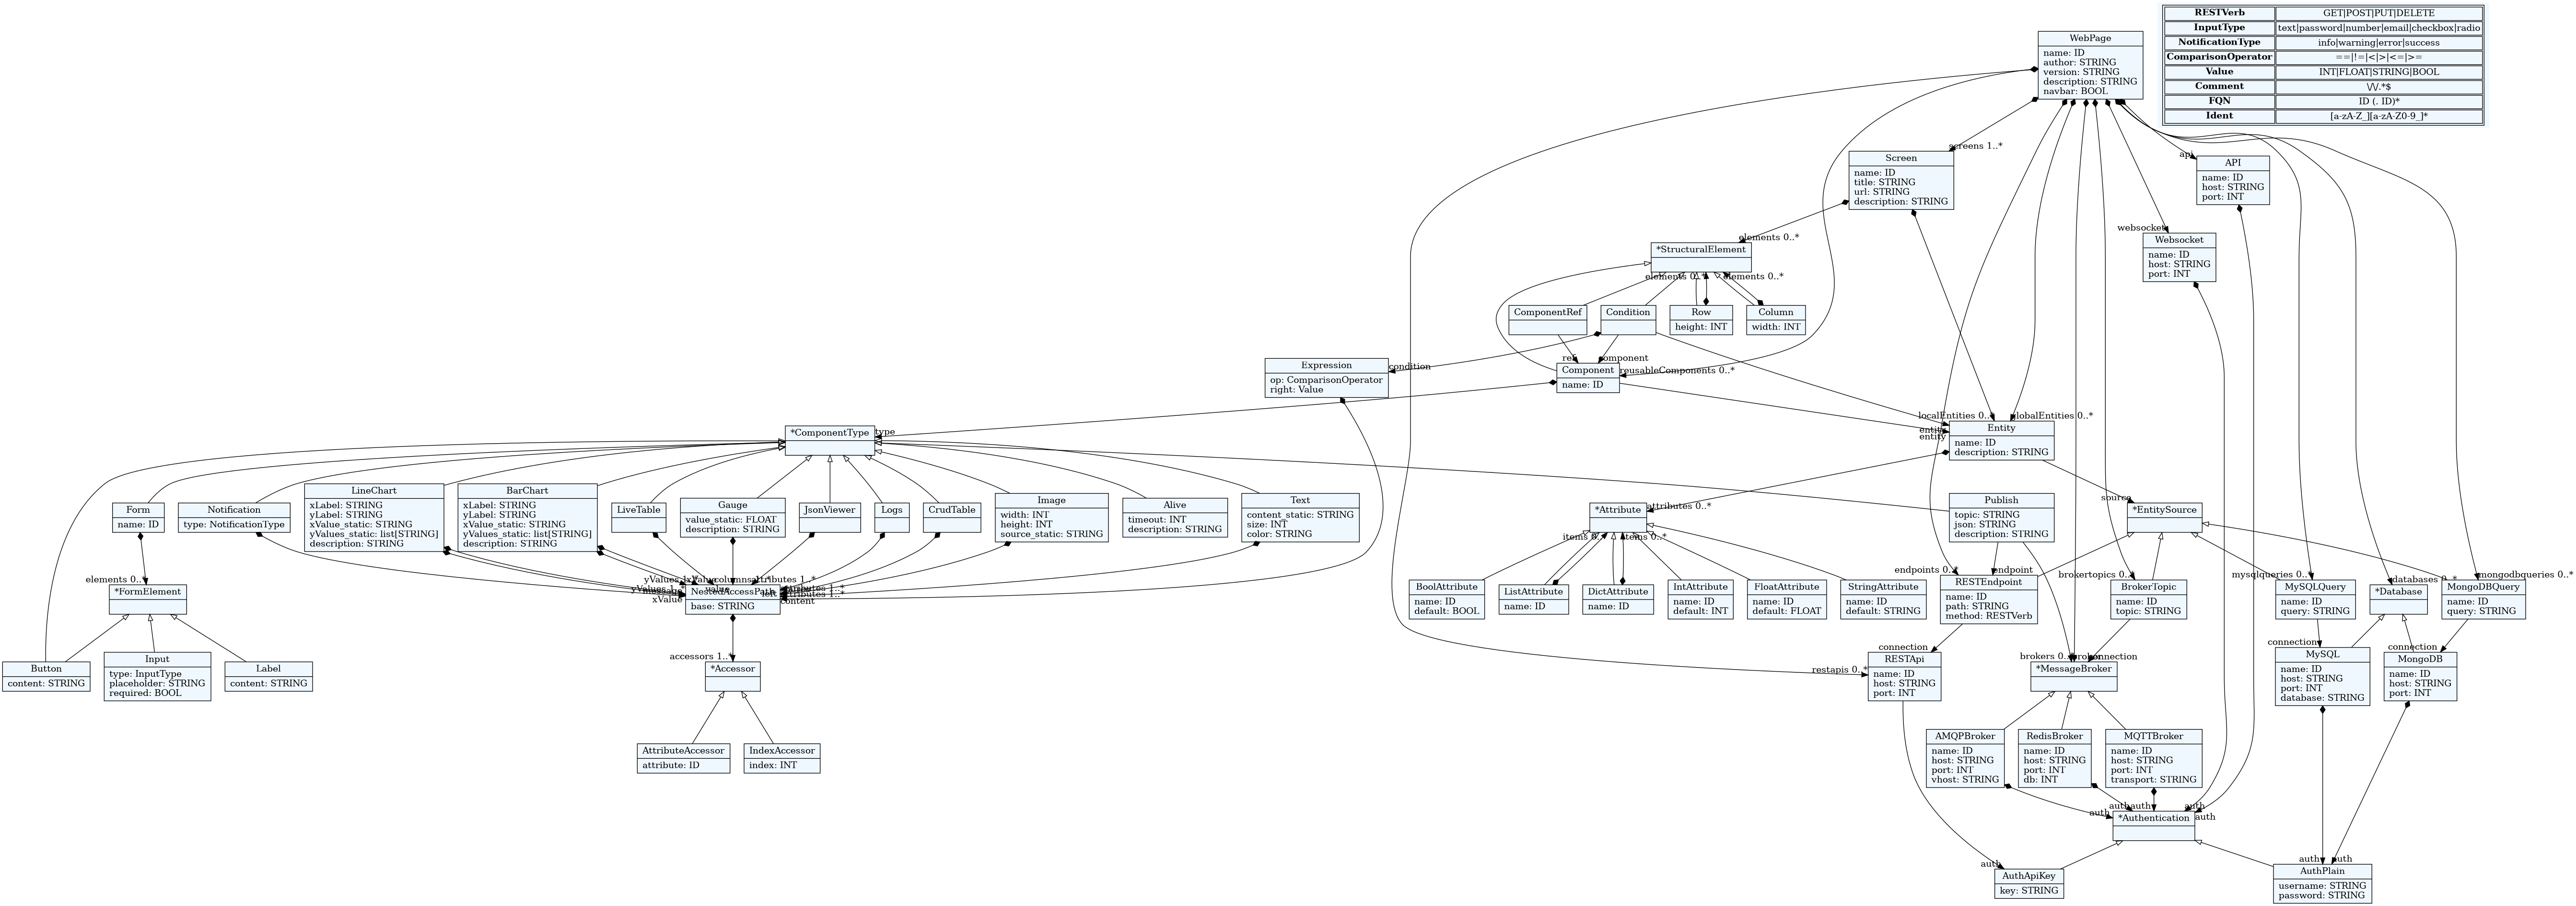 RESTVerb GET|POST|PUT|DELETE
InputType text|password|number|email|checkbox|radio
NotificationType info|warning|error|success
ComparisonOperator ==|!=|<|>|<=|>=
Value INT|FLOAT|STRING|BOOL
Comment \/\/.*$
FQN ID (. ID)*
Ident [a-zA-Z_][a-zA-Z0-9_]*
WebPage
name: ID
author: STRING
version: STRING
description: STRING
navbar: BOOL
screens 1..*
api
Screen
name: ID
title: STRING
url: STRING
description: STRING
API
name: ID
host: STRING
port: INT
websocket
Websocket
name: ID
host: STRING
port: INT
elements 0..*
*StructuralElement
elements 0..*
elements 0..*
ComponentRef
Condition
Row
height: INT
Column
width: INT
ref
component
condition
Expression
op: ComparisonOperator
right: Value
Component
name: ID
reusableComponents 0..*
localEntities 0..*
globalEntities 0..*
entity
entity
Entity
name: ID
description: STRING
*ComponentType
type
Form
name: ID
Notification
type: NotificationType
LineChart
xLabel: STRING
yLabel: STRING
xValue_static: STRING
yValues_static: list[STRING]
description: STRING
BarChart
xLabel: STRING
yLabel: STRING
xValue_static: STRING
yValues_static: list[STRING]
description: STRING
LiveTable
Gauge
value_static: FLOAT
description: STRING
JsonViewer
Logs
CrudTable
Image
width: INT
height: INT
source_static: STRING
Alive
timeout: INT
description: STRING
Text
content_static: STRING
size: INT
color: STRING
attributes 0..*
*Attribute
items 0..*
items 0..*
Publish
topic: STRING
json: STRING
description: STRING
source
*EntitySource
elements 0..*
*FormElement
xValue
content
NestedAccessPath
base: STRING
BoolAttribute
name: ID
default: BOOL
ListAttribute
name: ID
DictAttribute
name: ID
IntAttribute
name: ID
default: INT
FloatAttribute
name: ID
default: FLOAT
StringAttribute
name: ID
default: STRING
endpoints 0..*
endpoint
RESTEndpoint
name: ID
path: STRING
method: RESTVerb
brokertopics 0..*
BrokerTopic
name: ID
topic: STRING
mysqlqueries 0..*
MySQLQuery
name: ID
query: STRING
databases 0..*
*Database
mongodbqueries 0..*
MongoDBQuery
name: ID
query: STRING
Button
content: STRING
Input
type: InputType
placeholder: STRING
required: BOOL
Label
content: STRING
accessors 1..*
*Accessor
restapis 0..*
connection
RESTApi
name: ID
host: STRING
port: INT
brokers 0..*
connection
*MessageBroker
connection
MySQL
name: ID
host: STRING
port: INT
database: STRING
connection
MongoDB
name: ID
host: STRING
port: INT
AttributeAccessor
attribute: ID
IndexAccessor
index: INT
AMQPBroker
name: ID
host: STRING
port: INT
vhost: STRING
RedisBroker
name: ID
host: STRING
port: INT
db: INT
MQTTBroker
name: ID
host: STRING
port: INT
transport: STRING
auth
auth
auth
auth
auth
*Authentication
auth
AuthApiKey
key: STRING
auth
auth
AuthPlain
username: STRING
password: STRING